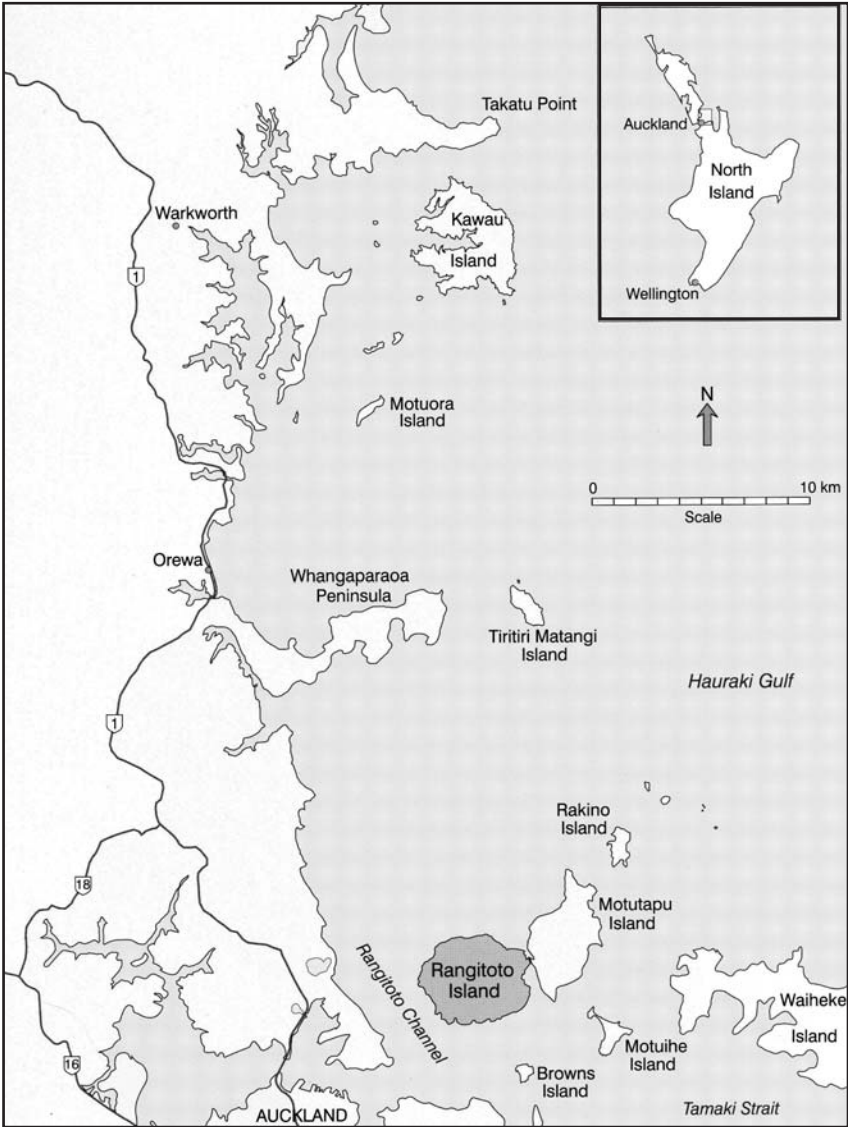 Takatu Point
Auckland
North
Island
Wellington
Warkworth
Kawau
Island
1
Motuora
Island
N
0
10 km
Scale
Orewa
Whangaparaoa
Peninsula
Tiritiri Matangi
Island
Hauraki Gulf
1
Rakino
Island
18
Motutapu
Island
Rangitoto Channel
Rangitoto
Island
Waiheke
Island
16
Motuihe
Island
Browns
Island
AUCKLAND
Tamaki Strait